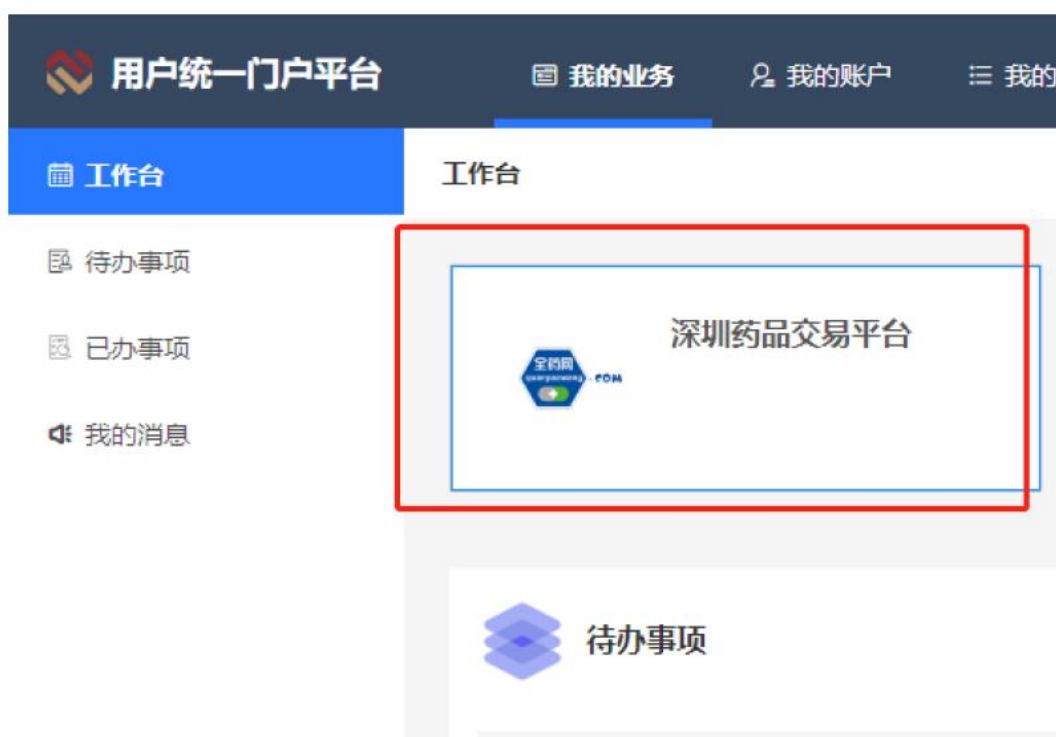 用户统一门户平台
我的业务
我的账户
我的
工作台
待办事项
已办事项
我的消息
工作台
深圳药品交易平台
全药网
quanyaowang
.COM
待办事项